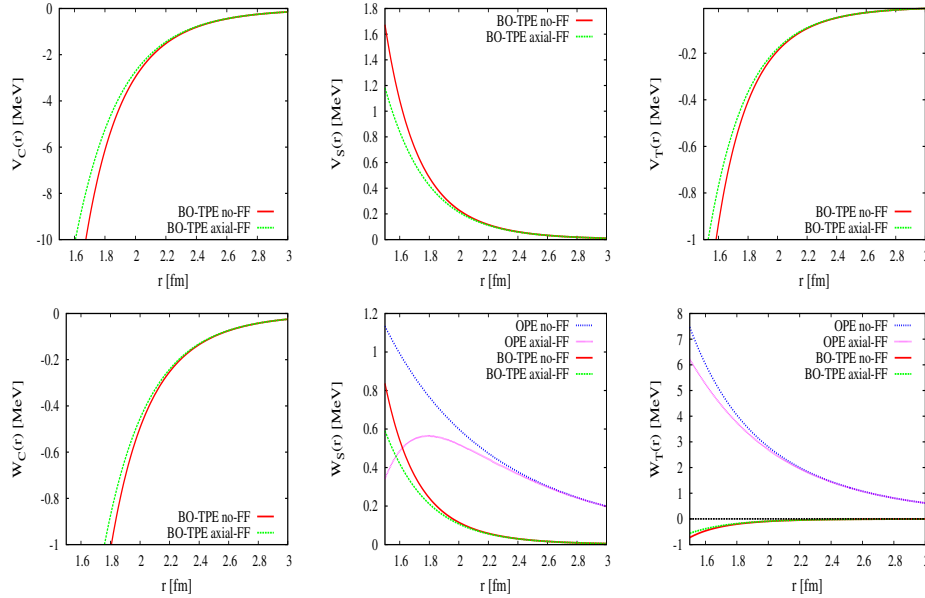 0
-2
-4
-6
-8
-10
1.6 1.8 2 2.2 2.4 2.6 2.8 3
V_C(r) [MeV]
r [fm]
BO-TPE no-FF
BO-TPE axial-FF
1.8
1.6
1.4
1.2
1
0.8
0.6
0.4
0.2
0
1.6 1.8 2 2.2 2.4 2.6 2.8 3
V_S(r) [MeV]
r [fm]
BO-TPE no-FF
BO-TPE axial-FF
-0.2
-0.4
-0.6
-0.8
-1
1.6 1.8 2 2.2 2.4 2.6 2.8 3
V_T(r) [MeV]
r [fm]
BO-TPE no-FF
BO-TPE axial-FF
0
-0.2
-0.4
-0.6
-0.8
-1
1.6 1.8 2 2.2 2.4 2.6 2.8 3
W_C(r) [MeV]
r [fm]
BO-TPE no-FF
BO-TPE axial-FF
1.2
1
0.8
0.6
0.4
0.2
0
1.6 1.8 2 2.2 2.4 2.6 2.8 3
W_S(r) [MeV]
r [fm]
OPE no-FF
OPE axial-FF
BO-TPE no-FF
BO-TPE axial-FF
8
7
6
5
4
3
2
1
0
-1
1.6 1.8 2 2.2 2.4 2.6 2.8 3
W_T(r) [MeV]
r [fm]
OPE no-FF
OPE axial-FF
BO-TPE no-FF
BO-TPE axial-FF